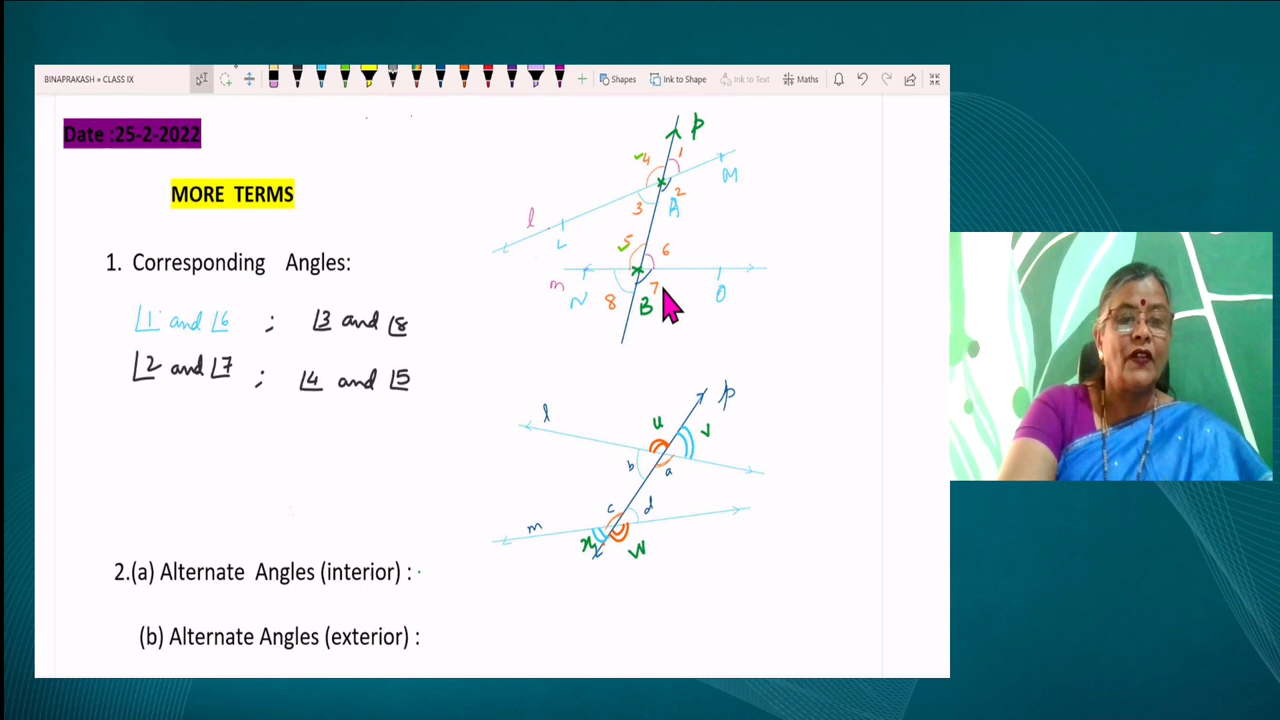 BINAPRAKASH » CLASS IX
Shapes
Ink to Shape
Ink to Text
Maths
Date :25-2-2022
MORE TERMS
1. Corresponding Angles:
∠1 and ∠6 ; ∠3 and ∠8
∠2 and ∠7 ; ∠4 and ∠5
p
4 1
M
3 2 A
l
L
5 6
m
N 8 B 7 O
l p
u v
b a
c d
m
x w
2.(a) Alternate Angles (interior) :
(b) Alternate Angles (exterior) :